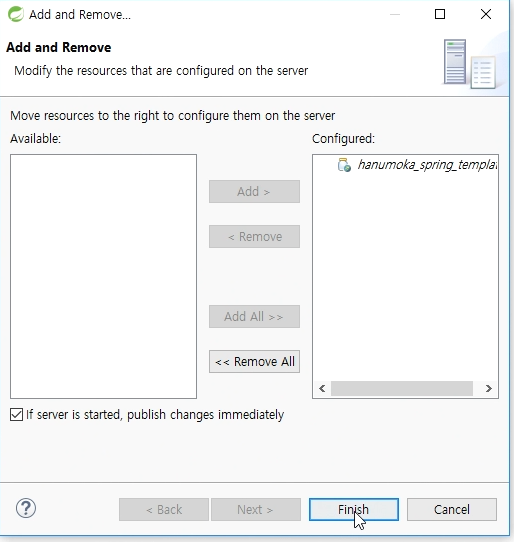 Add and Remove...
Add and Remove
Modify the resources that are configured on the server
Move resources to the right to configure them on the server
Available:
Configured:
hanumoka_spring_templat
Add >
< Remove
Add All >>
<< Remove All
If server is started, publish changes immediately
< Back
Next >
Finish
Cancel